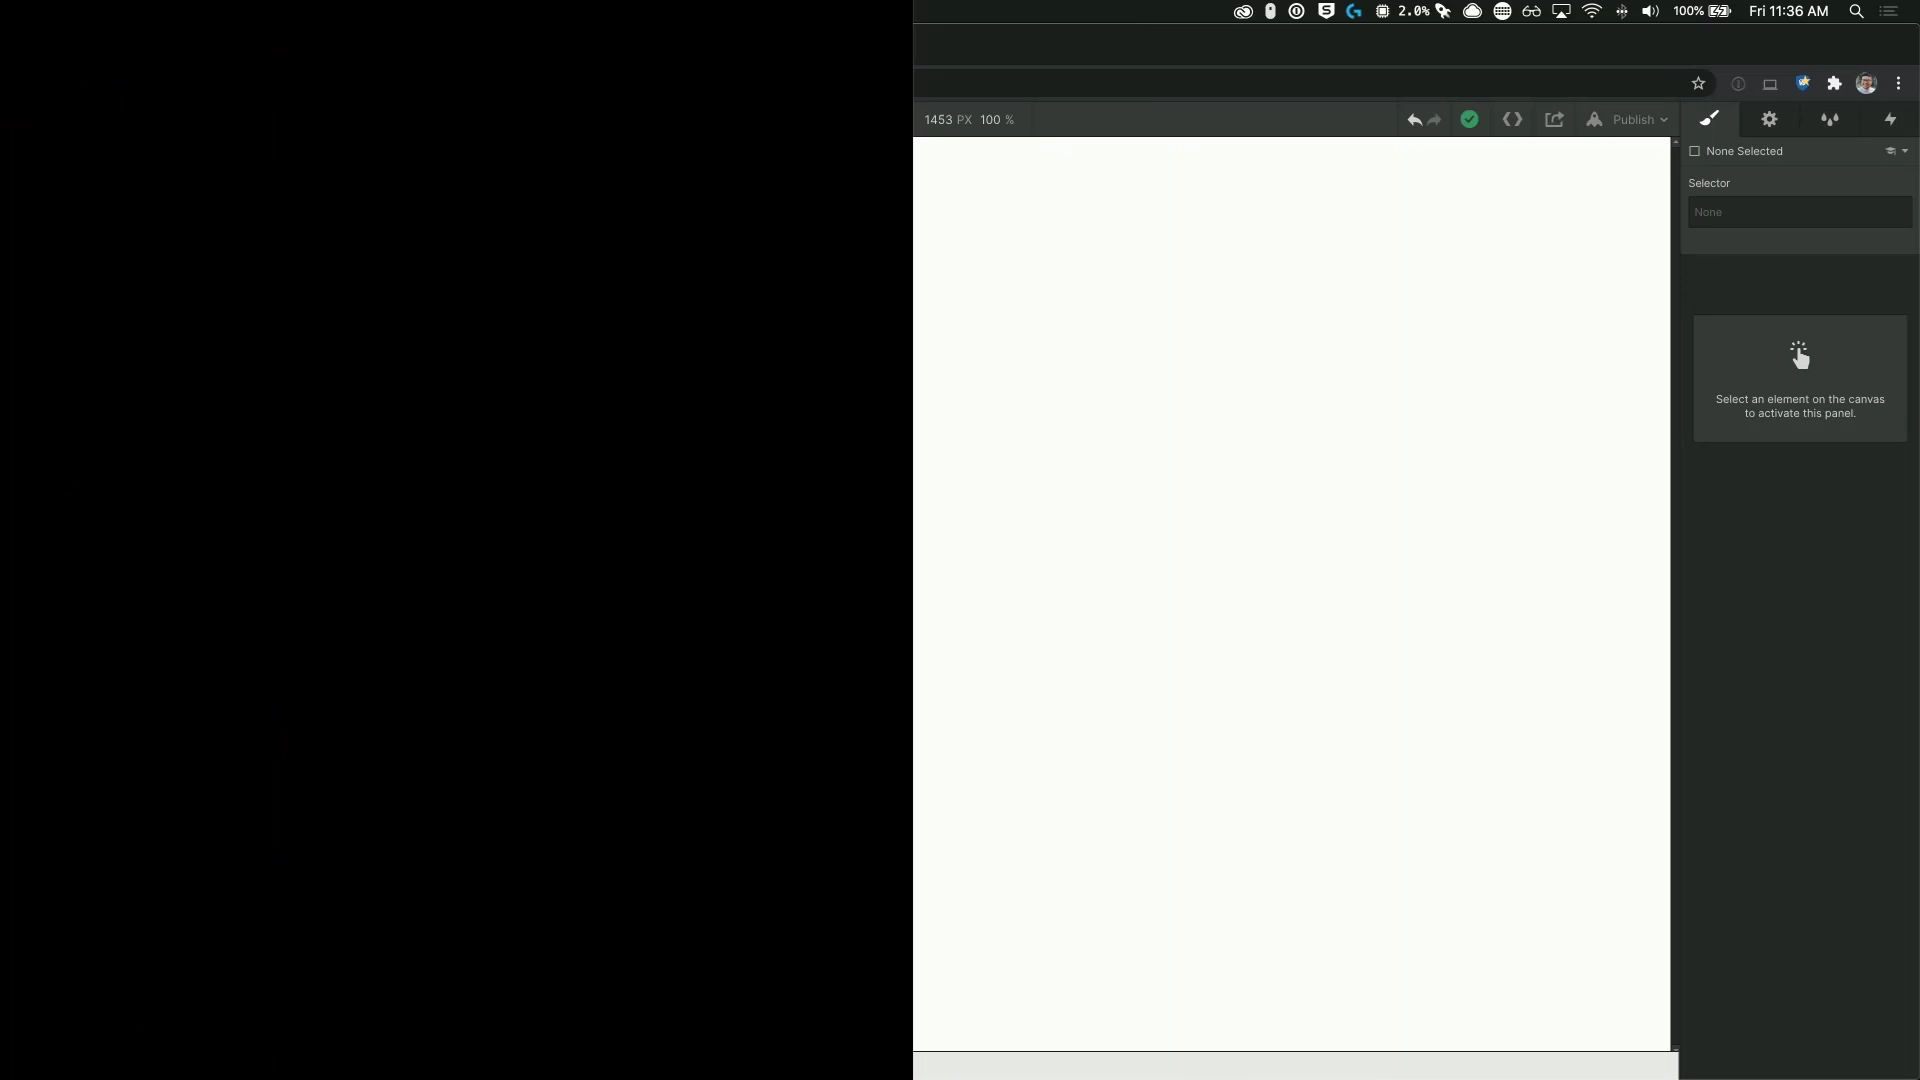 2.0% 100% Fri 11:36 AM
1453 PX 100 % Publish
None Selected
Selector
None
Select an element on the canvas
to activate this panel.